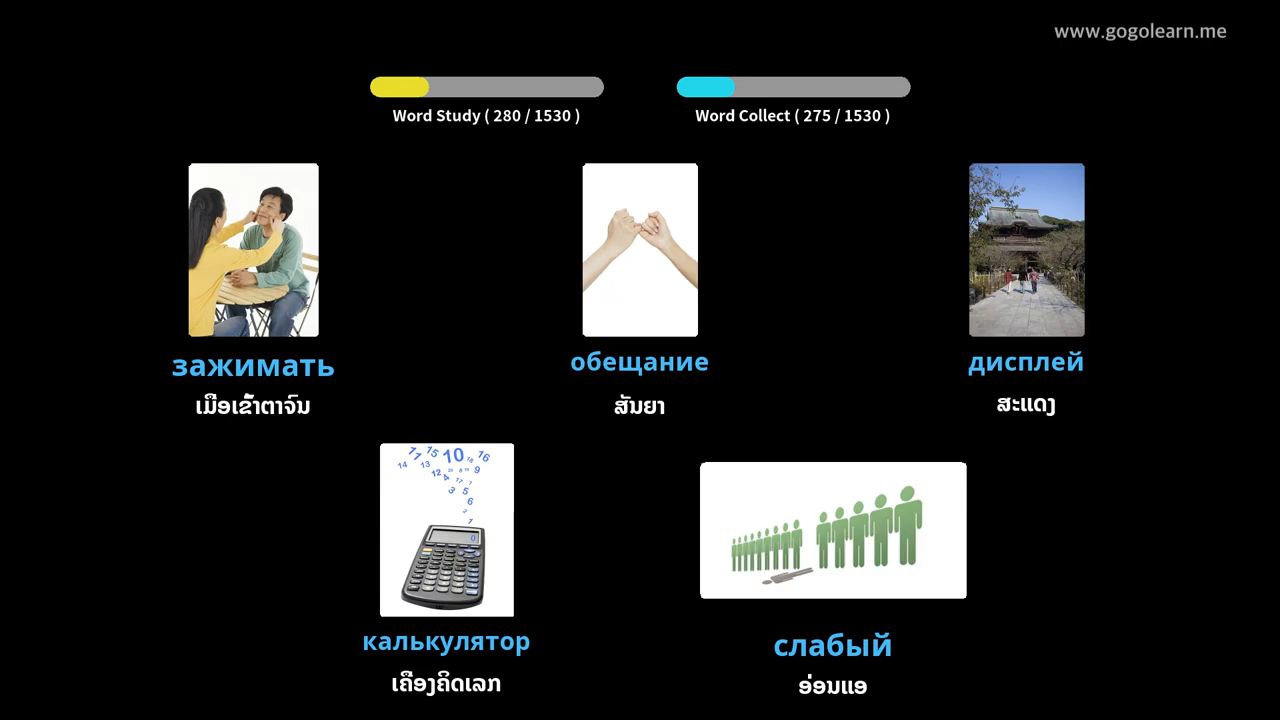 www.gogolearn.me
Word Study ( 280 / 1530 )
Word Collect ( 275 / 1530 )
зажимать
ເມືອເຂົ້າຕາຈົນ
обещание
ສັນຍາ
дисплей
ສະແດງ
калькулятор
ເຄືອງຄິດເລກ
слабый
ອ່ອນແອ